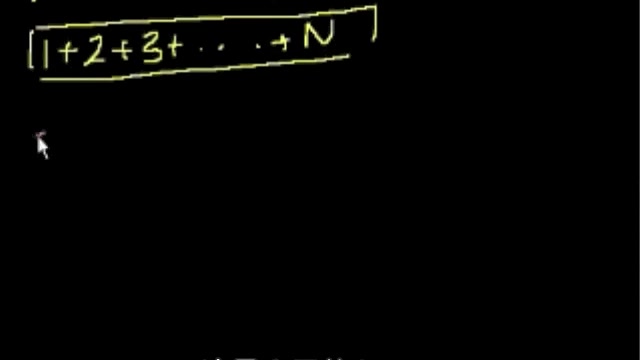 1+2+3+ . . . . + N